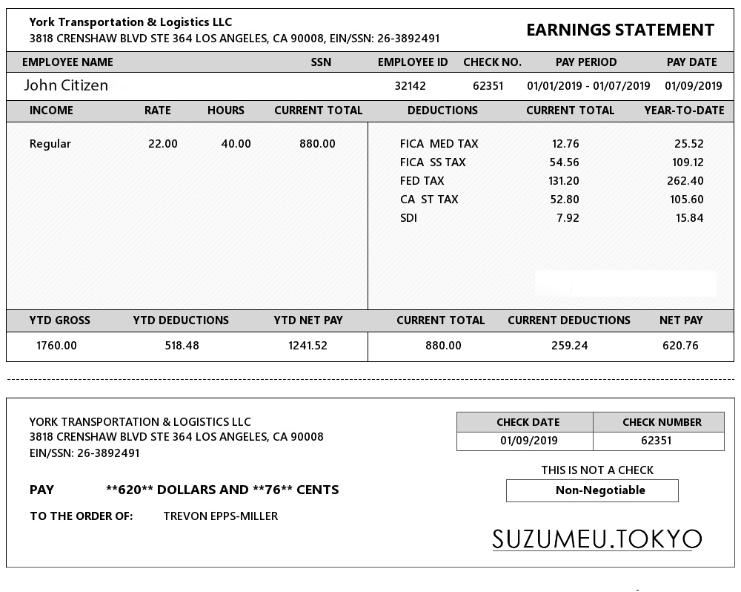 York Transportation & Logistics LLC
3818 CRENSHAW BLVD STE 364 LOS ANGELES, CA 90008, EIN/SSN: 26-3892491
EARNINGS STATEMENT
EMPLOYEE NAME SSN EMPLOYEE ID CHECK NO. PAY PERIOD PAY DATE
John Citizen 32142 62351 01/01/2019 - 01/07/2019 01/09/2019
INCOME RATE HOURS CURRENT TOTAL DEDUCTIONS CURRENT TOTAL YEAR-TO-DATE
Regular 22.00 40.00 880.00 FICA MED TAX 12.76 25.52
FICA SS TAX 54.56 109.12
FED TAX 131.20 262.40
CA ST TAX 52.80 105.60
SDI 7.92 15.84
YTD GROSS YTD DEDUCTIONS YTD NET PAY CURRENT TOTAL CURRENT DEDUCTIONS NET PAY
1760.00 518.48 1241.52 880.00 259.24 620.76
YORK TRANSPORTATION & LOGISTICS LLC
3818 CRENSHAW BLVD STE 364 LOS ANGELES, CA 90008
EIN/SSN: 26-3892491
CHECK DATE CHECK NUMBER
01/09/2019 62351
THIS IS NOT A CHECK
Non-Negotiable
PAY **620** DOLLARS AND **76** CENTS
TO THE ORDER OF: TREVON EPPS-MILLER
SUZUMEU.TOKYO